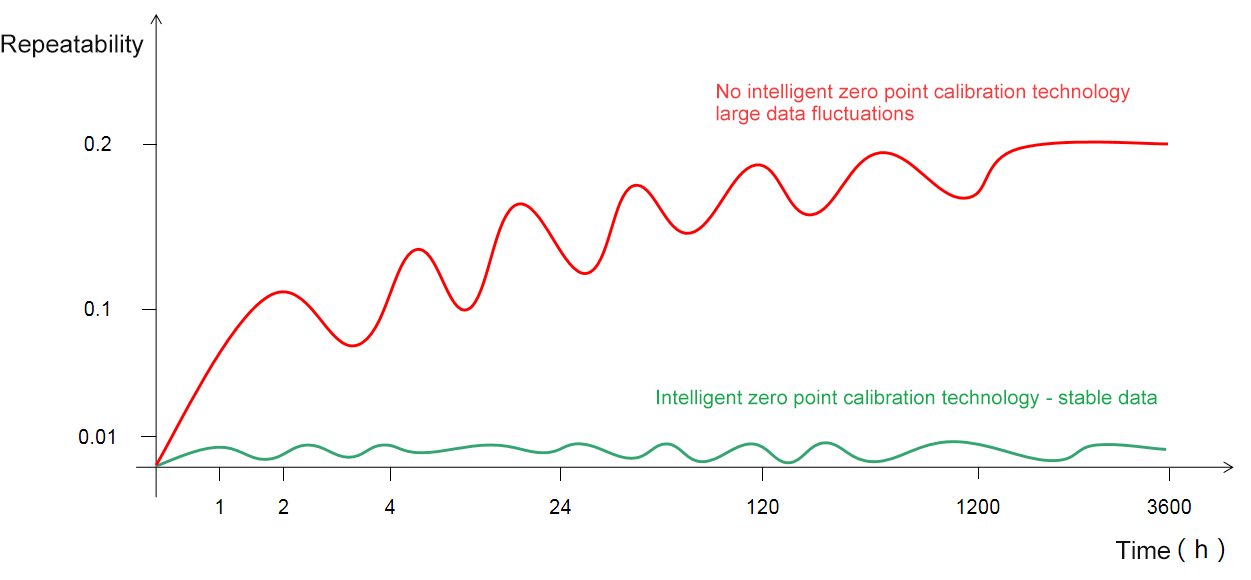 Repeatability
No intelligent zero point calibration technology
large data fluctuations
0.2
0.1
Intelligent zero point calibration technology - stable data
0.01
1 2 4 24 120 1200 3600
Time ( h )